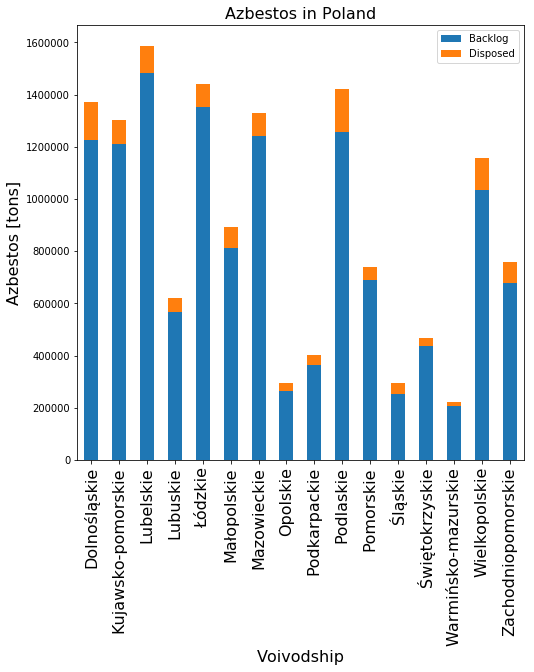 Azbestos in Poland
Backlog
Disposed
Azbestos [tons]
1600000
1400000
1200000
1000000
800000
600000
400000
200000
0
Dolnośląskie
Kujawsko-pomorskie
Lubelskie
Lubuskie
Łódzkie
Małopolskie
Mazowieckie
Opolskie
Podkarpackie
Podlaskie
Pomorskie
Śląskie
Świętokrzyskie
Warmińsko-mazurskie
Wielkopolskie
Zachodniopomorskie
Voivodship